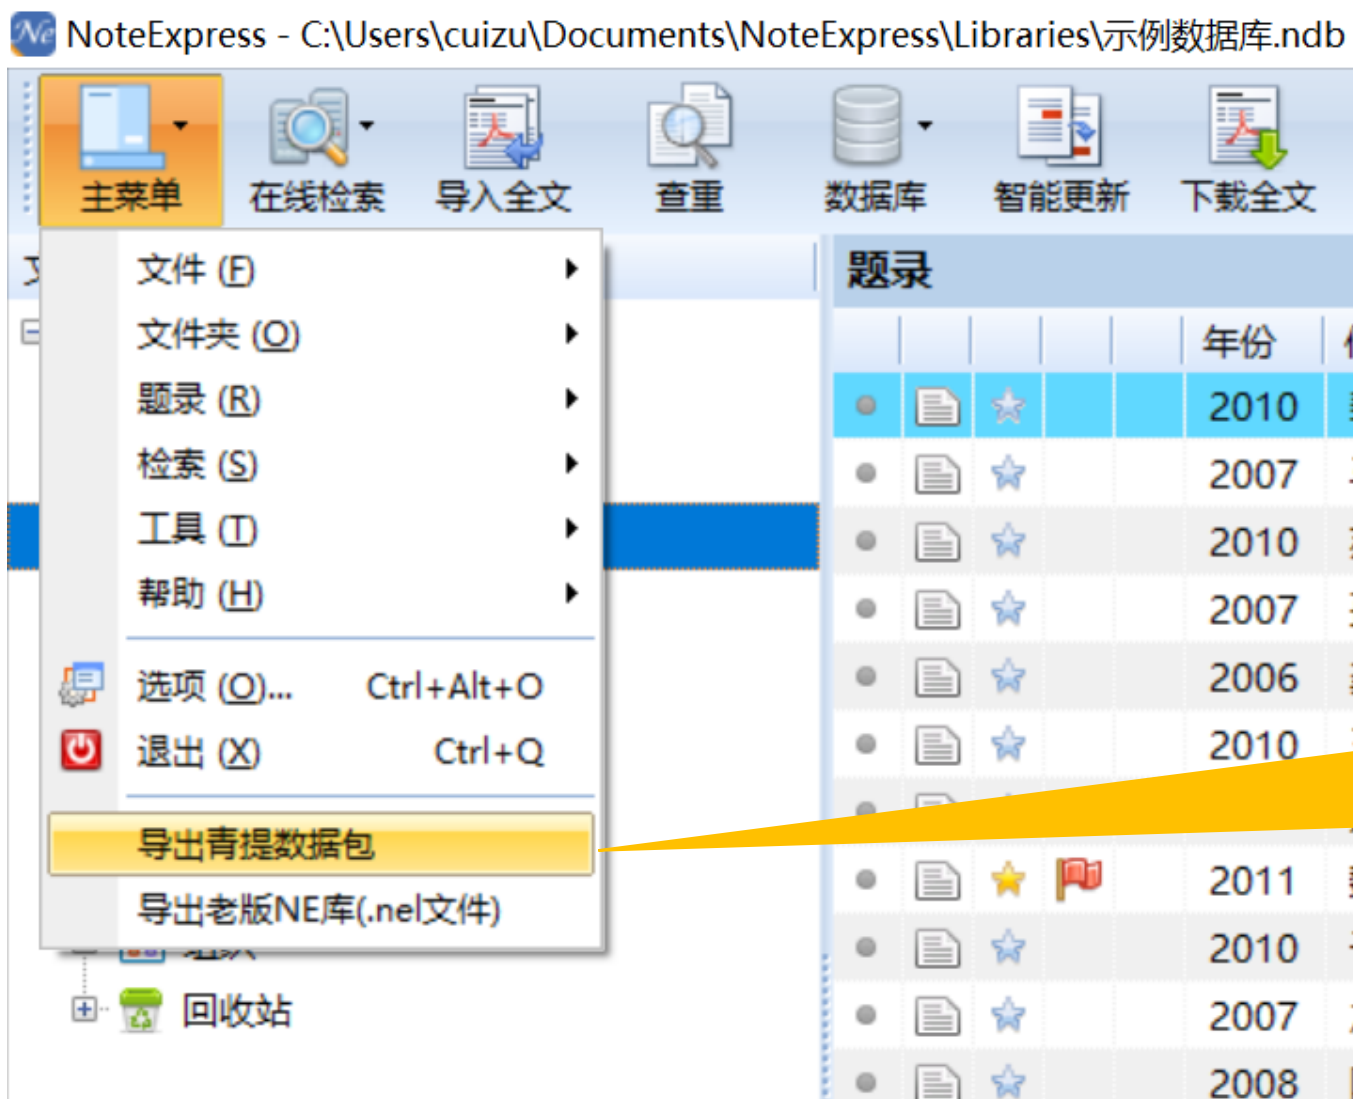 NoteExpress - C:\Users\cuizu\Documents\NoteExpress\Libraries\示例数据库.ndb
主菜单 在线检索 导入全文 查重 数据库 智能更新 下载全文
题录
年份
文件 (F)
文件夹 (O)
题录 (R)
检索 (S)
工具 (T)
帮助 (H)
选项 (O)... Ctrl+Alt+O
退出 (X) Ctrl+Q
导出青提数据包
导出老版NE库(.nel文件)
回收站
2010
2007
2010
2007
2006
2010
2011
2010
2007
2008